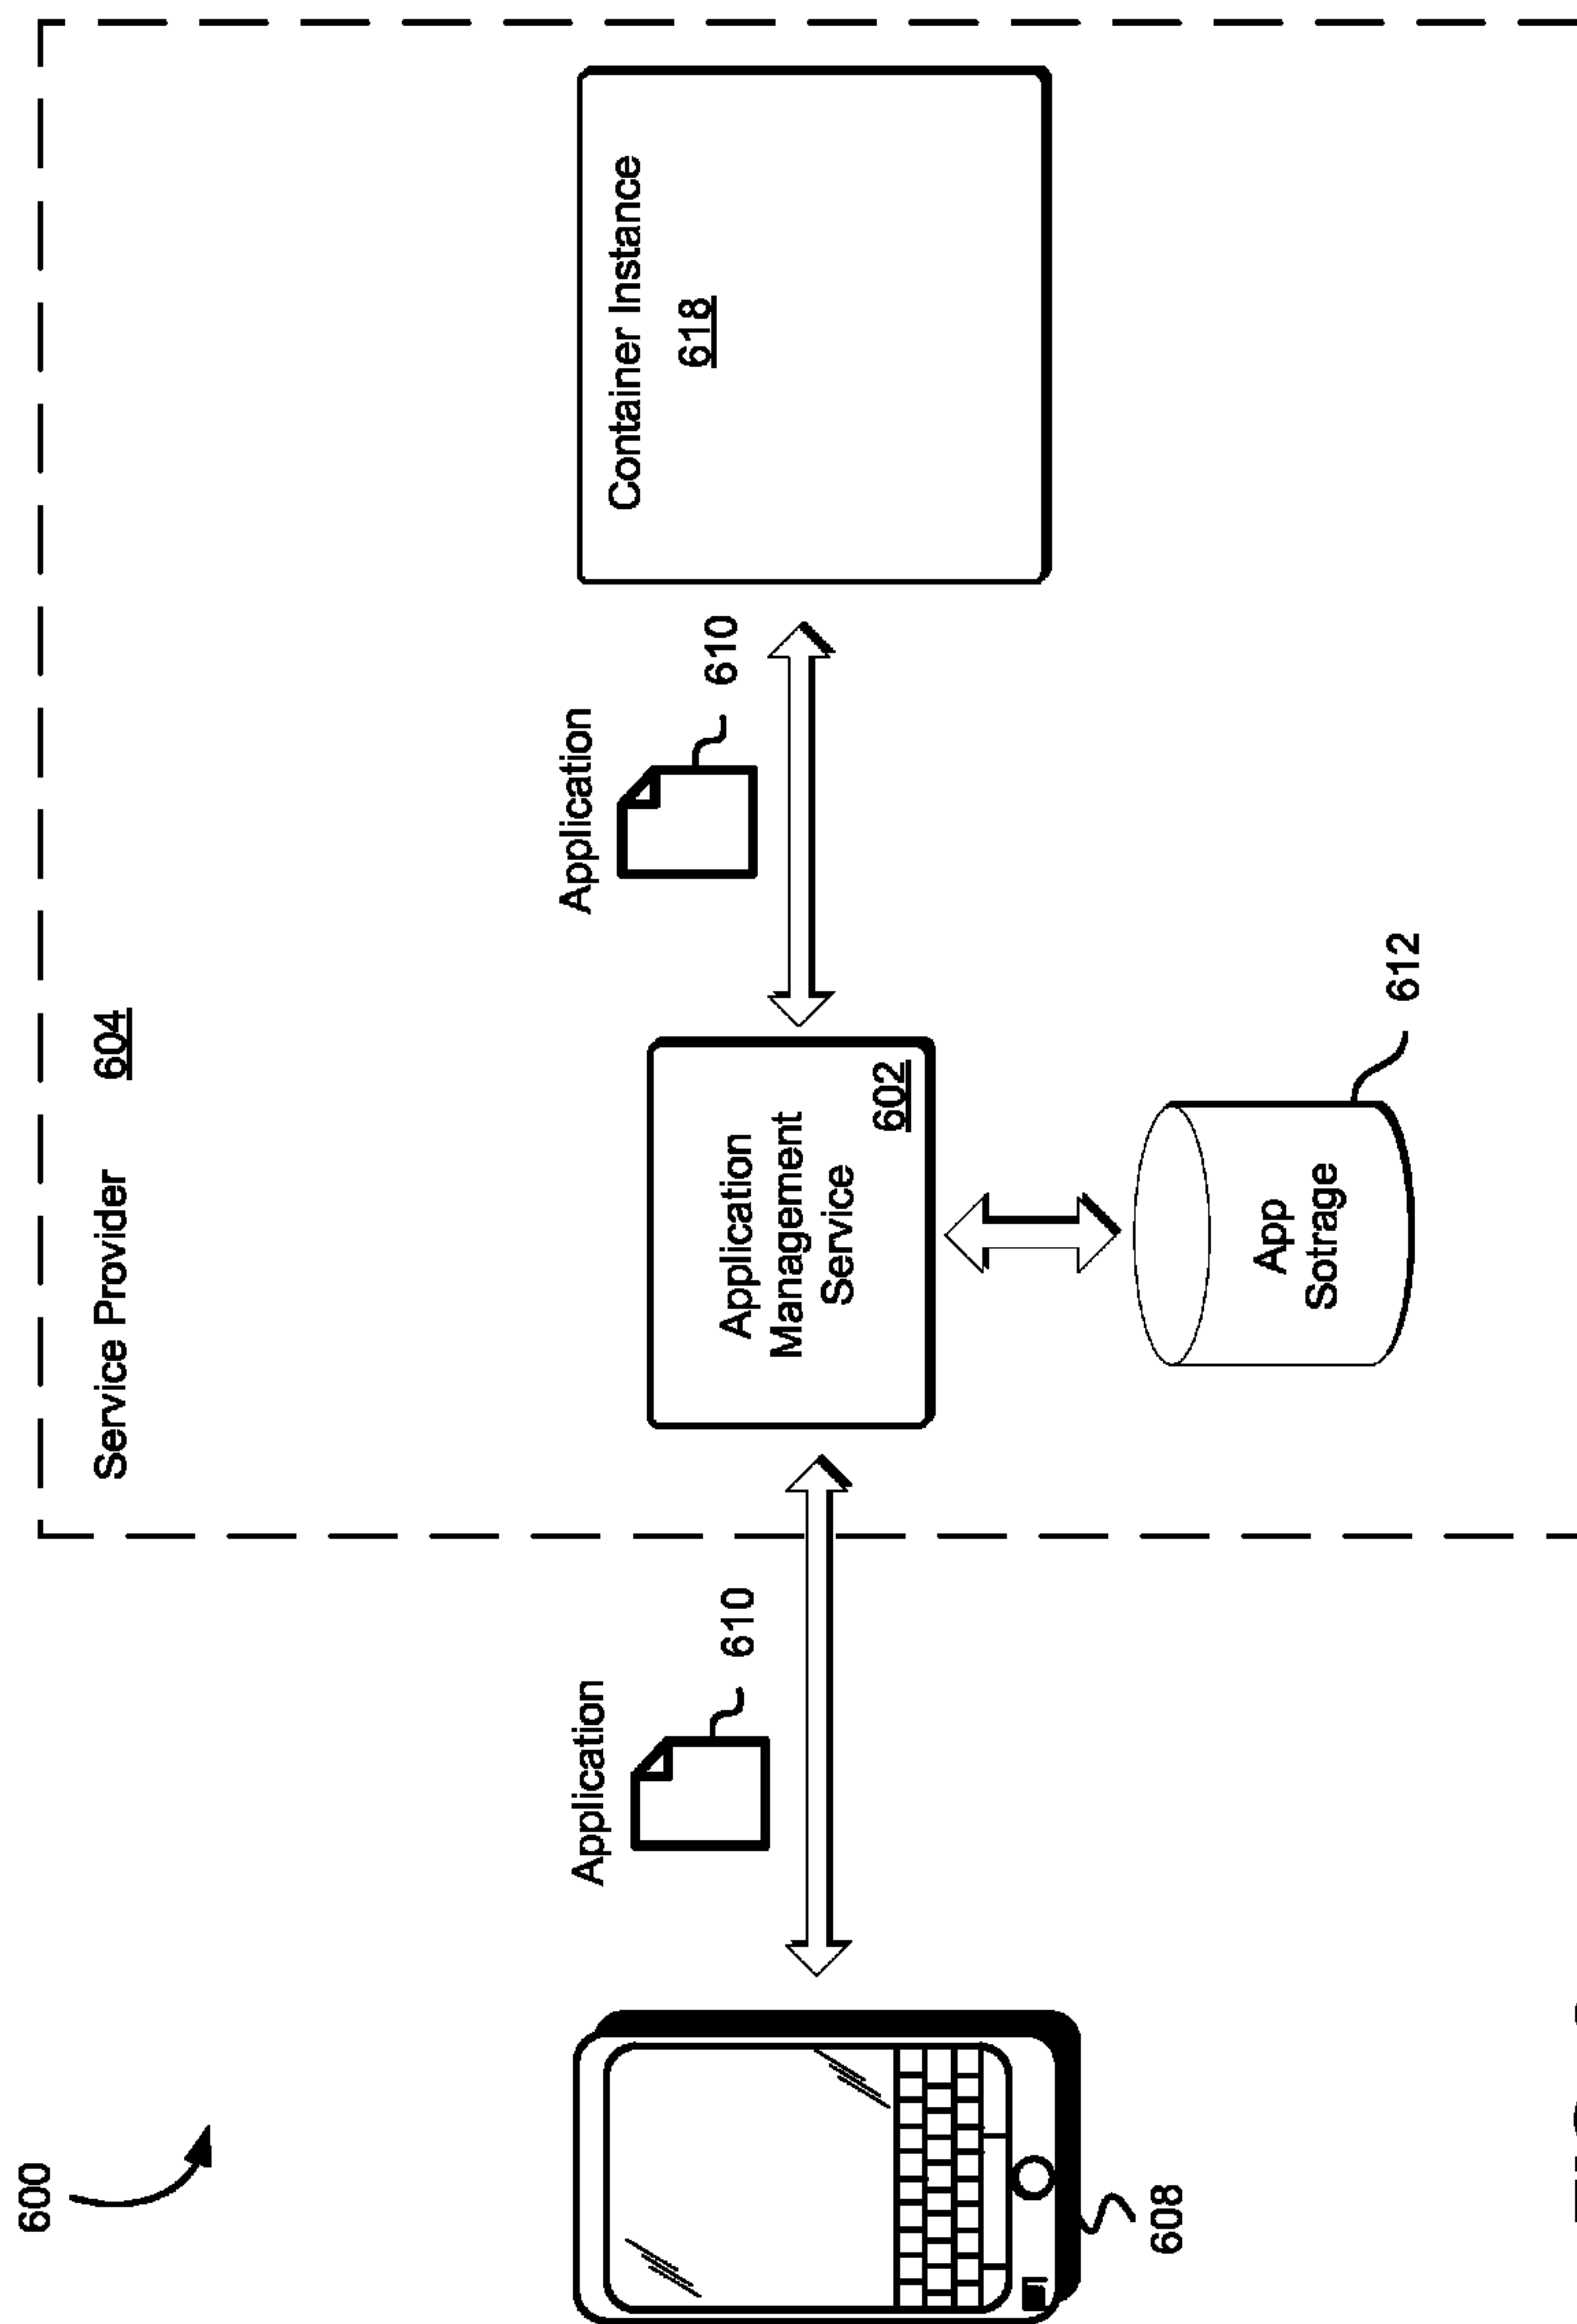 600
Service Provider 604
Application
610
Application
610
Container Instance
618
Application
Management
Service
602
App
Sotrage
612
608